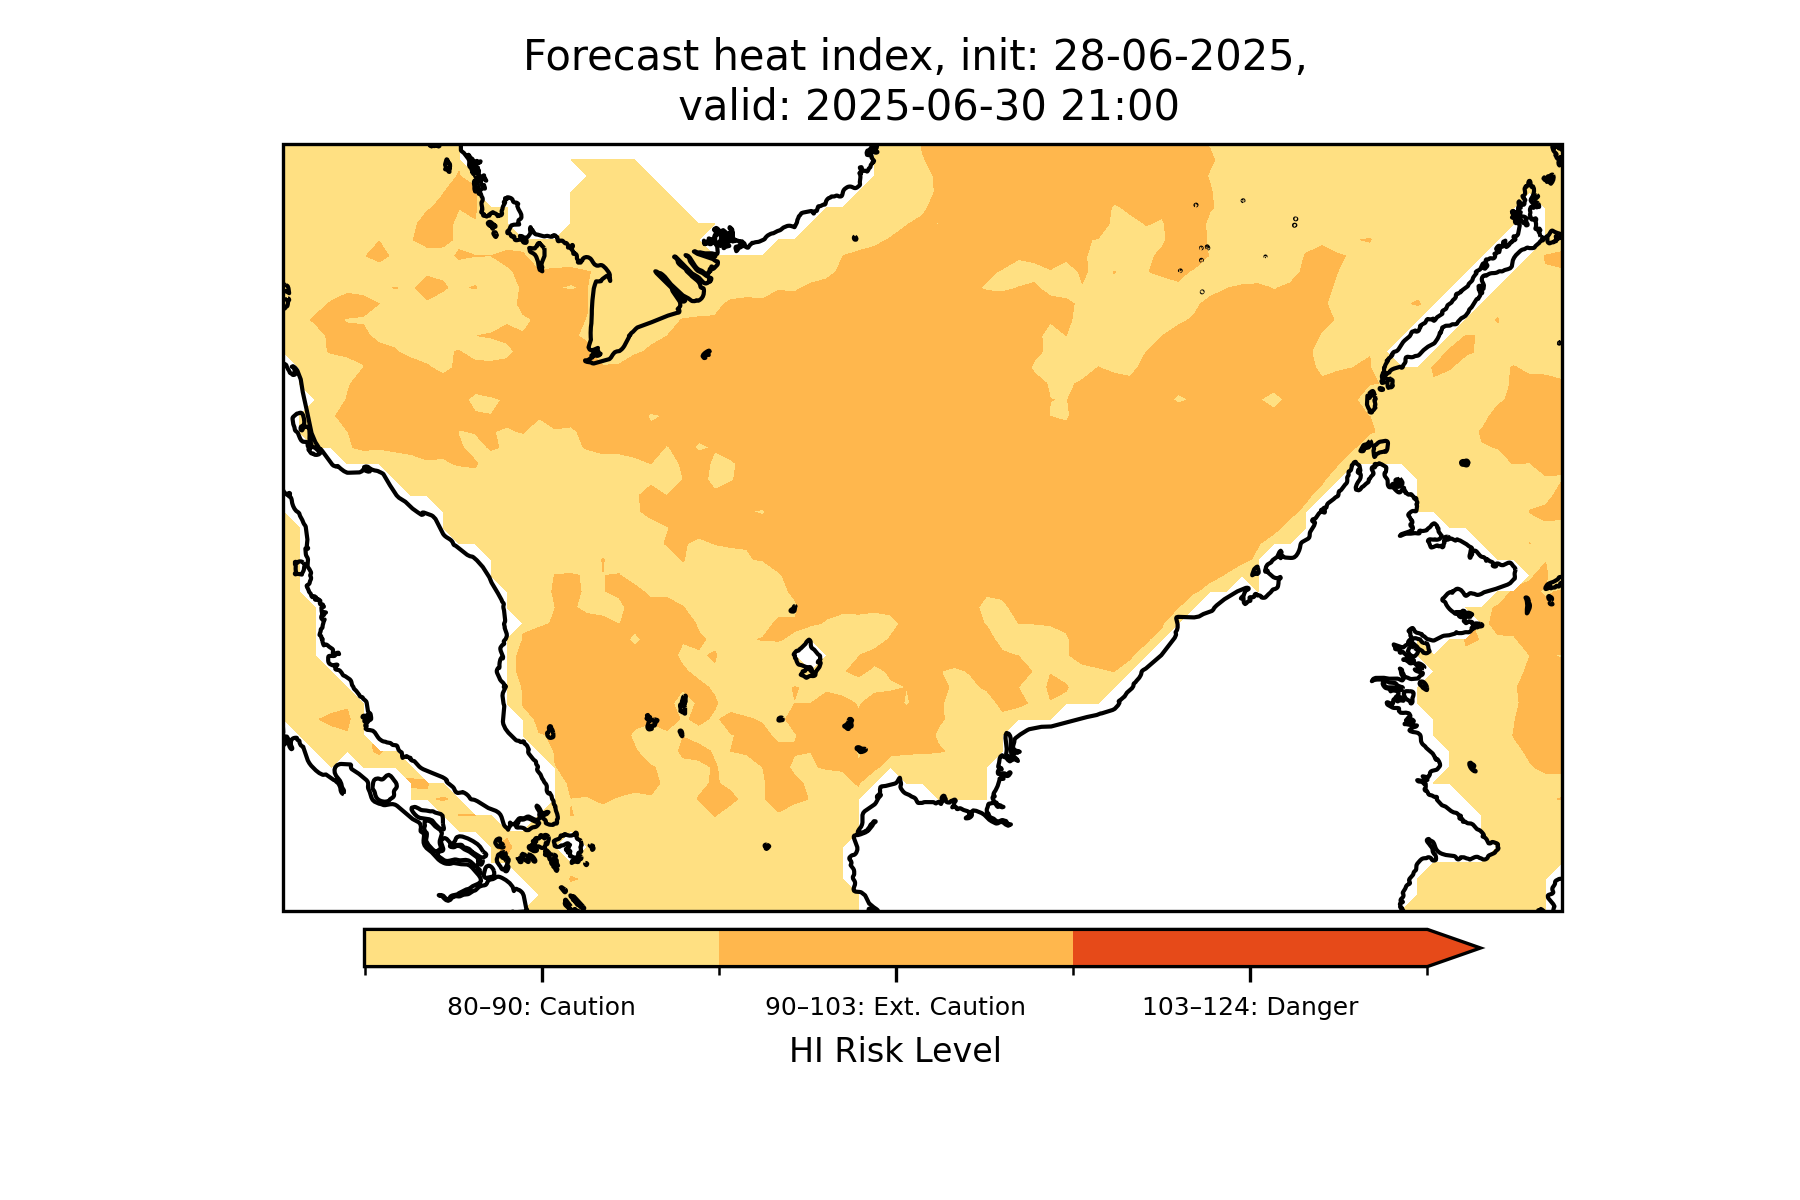 Forecast heat index, init: 28-06-2025,
valid: 2025-06-30 21:00
80–90: Caution
90–103: Ext. Caution
103–124: Danger
HI Risk Level